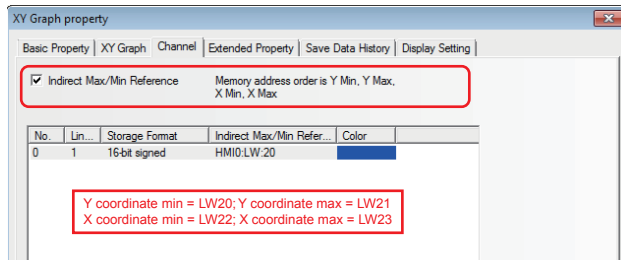 XY Graph property
Basic Property XY Graph Channel Extended Property Save Data History Display Setting
Indirect Max/Min Reference Memory address order is Y Min, Y Max,
X Min, X Max
No. Lin... Storage Format Indirect Max/Min Refer... Color
0 1 16-bit signed HMI0:LW:20
Y coordinate min = LW20; Y coordinate max = LW21
X coordinate min = LW22; X coordinate max = LW23